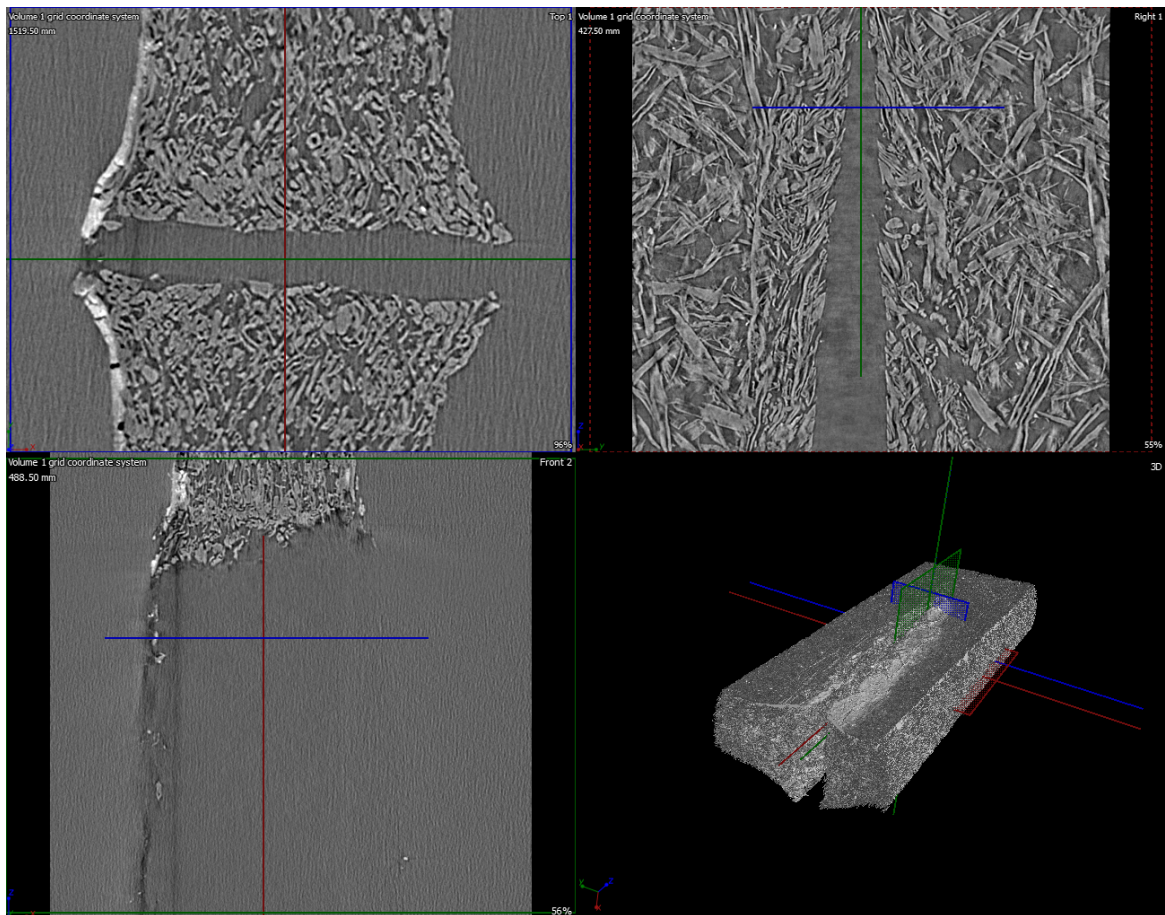 Volume 1 grid coordinate system
Top 1
1519.50 mm
96%
Volume 1 grid coordinate system
Right 1
427.50 mm
55%
Volume 1 grid coordinate system
Front 2
488.50 mm
56%
3D